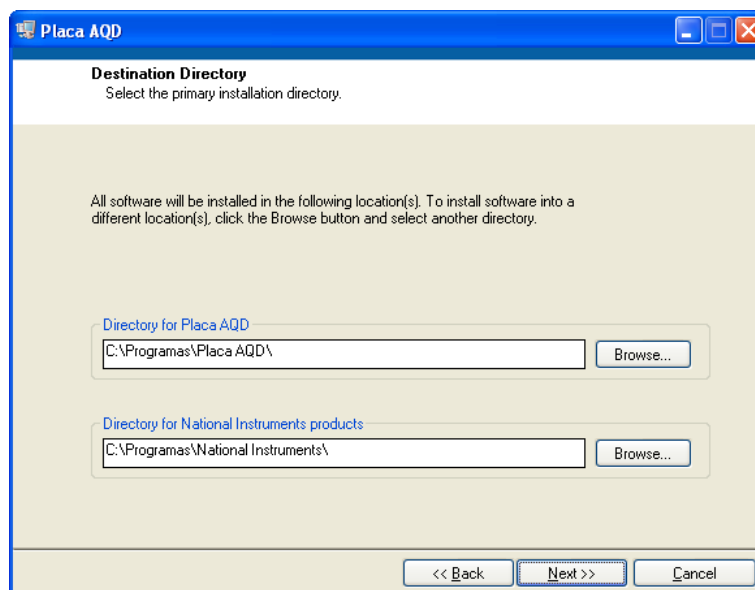 Placa AQD
Destination Directory
Select the primary installation directory.
All software will be installed in the following location(s). To install software into a
different location(s), click the Browse button and select another directory.
Directory for Placa AQD
C:\Programas\Placa AQD\
Browse...
Directory for National Instruments products
C:\Programas\National Instruments\
Browse...
<< Back
Next >>
Cancel